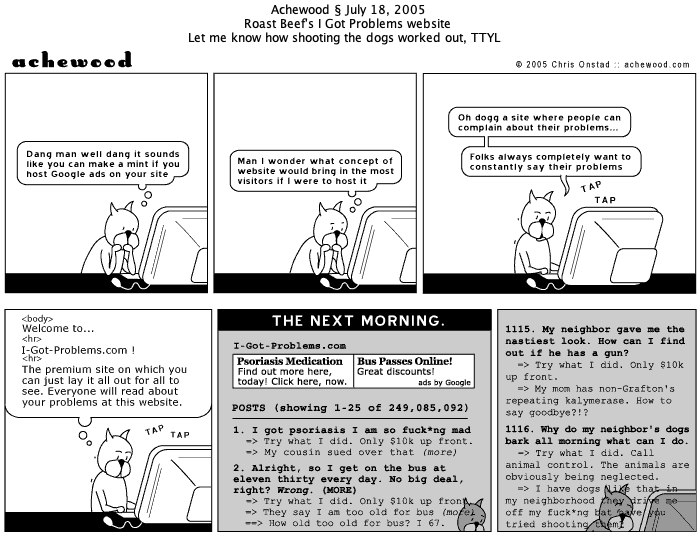 Achewood § July 18, 2005
Roast Beef's I Got Problems website
Let me know how shooting the dogs worked out, TTYL
achewood
© 2005 Chris Onstad :: achewood.com
Dang man well dang it sounds
like you can make a mint if you
host Google ads on your site
Man I wonder what concept of
website would bring in the most
visitors if I were to host it
Oh dogg a site where people can
complain about their problems...
Folks always completely want to
constantly say their problems
TAP
TAP
<body>
Welcome to...
<hr>
I-Got-Problems.com !
<hr>
The premium site on which you
can just lay it all out for all to
see. Everyone will read about
your problems at this website.
TAP
TAP
THE NEXT MORNING.
I-Got-Problems.com
Psoriasis Medication
Find out more here,
today! Click here, now.
Bus Passes Online!
Great discounts!
ads by Google
POSTS (showing 1-25 of 249,085,092)
1. I got psoriasis I am so fuck*ng mad
=> Try what I did. Only $10k up front.
=> My cousin sued over that (more)
2. Alright, so I get on the bus at
eleven thirty every day. No big deal,
right? Wrong. (MORE)
=> Try what I did. Only $10k up front.
=> They say I am too old for bus (more)
==> How old too old for bus? I 67.
1115. My neighbor gave me the
nastiest look. How can I find
out if he has a gun?
=> Try what I did. Only $10k
up front.
=> My mom has non-Grafton's
repeating kalymerase. How to
say goodbye?!?
1116. Why do my neighbor's dogs
bark all morning what can I do.
=> Try what I did. Call
animal control. The animals are
obviously being neglected.
=> I have dogs like that in
my neighborhood they drive me
off my fuck*ng bat have you
tried shooting them?